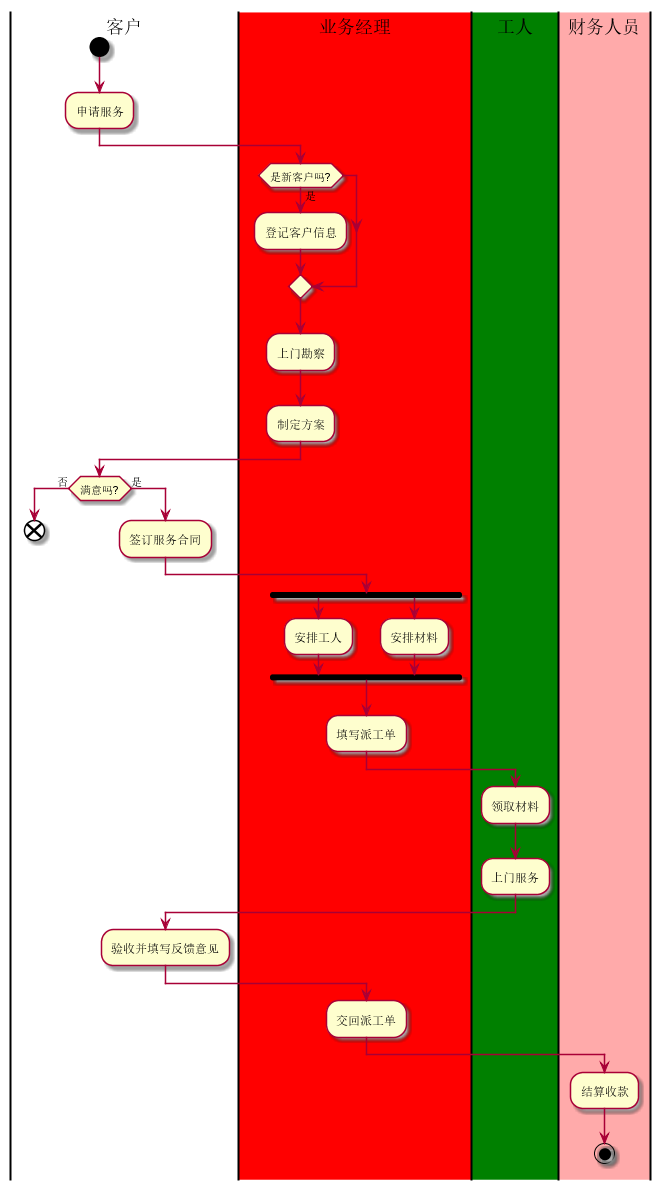 客户
业务经理
工人
财务人员
申请服务
是新客户吗?
是
登记客户信息
上门勘察
制定方案
否
满意吗?
是
签订服务合同
安排工人
安排材料
填写派工单
领取材料
上门服务
验收并填写反馈意见
交回派工单
结算收款